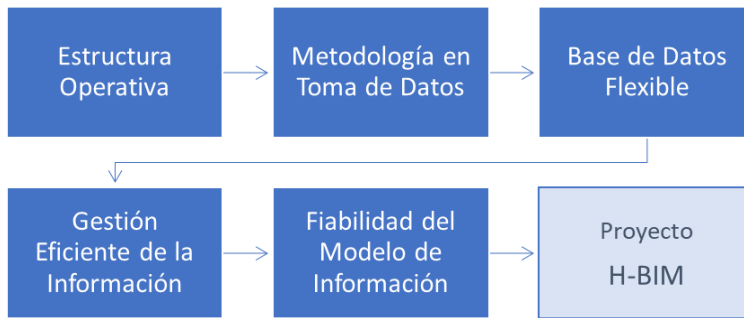 Estructura
Operativa
Metodología en
Toma de Datos
Base de Datos
Flexible
Gestión
Eficiente de la
Información
Fiabilidad del
Modelo de
Información
Proyecto
H-BIM